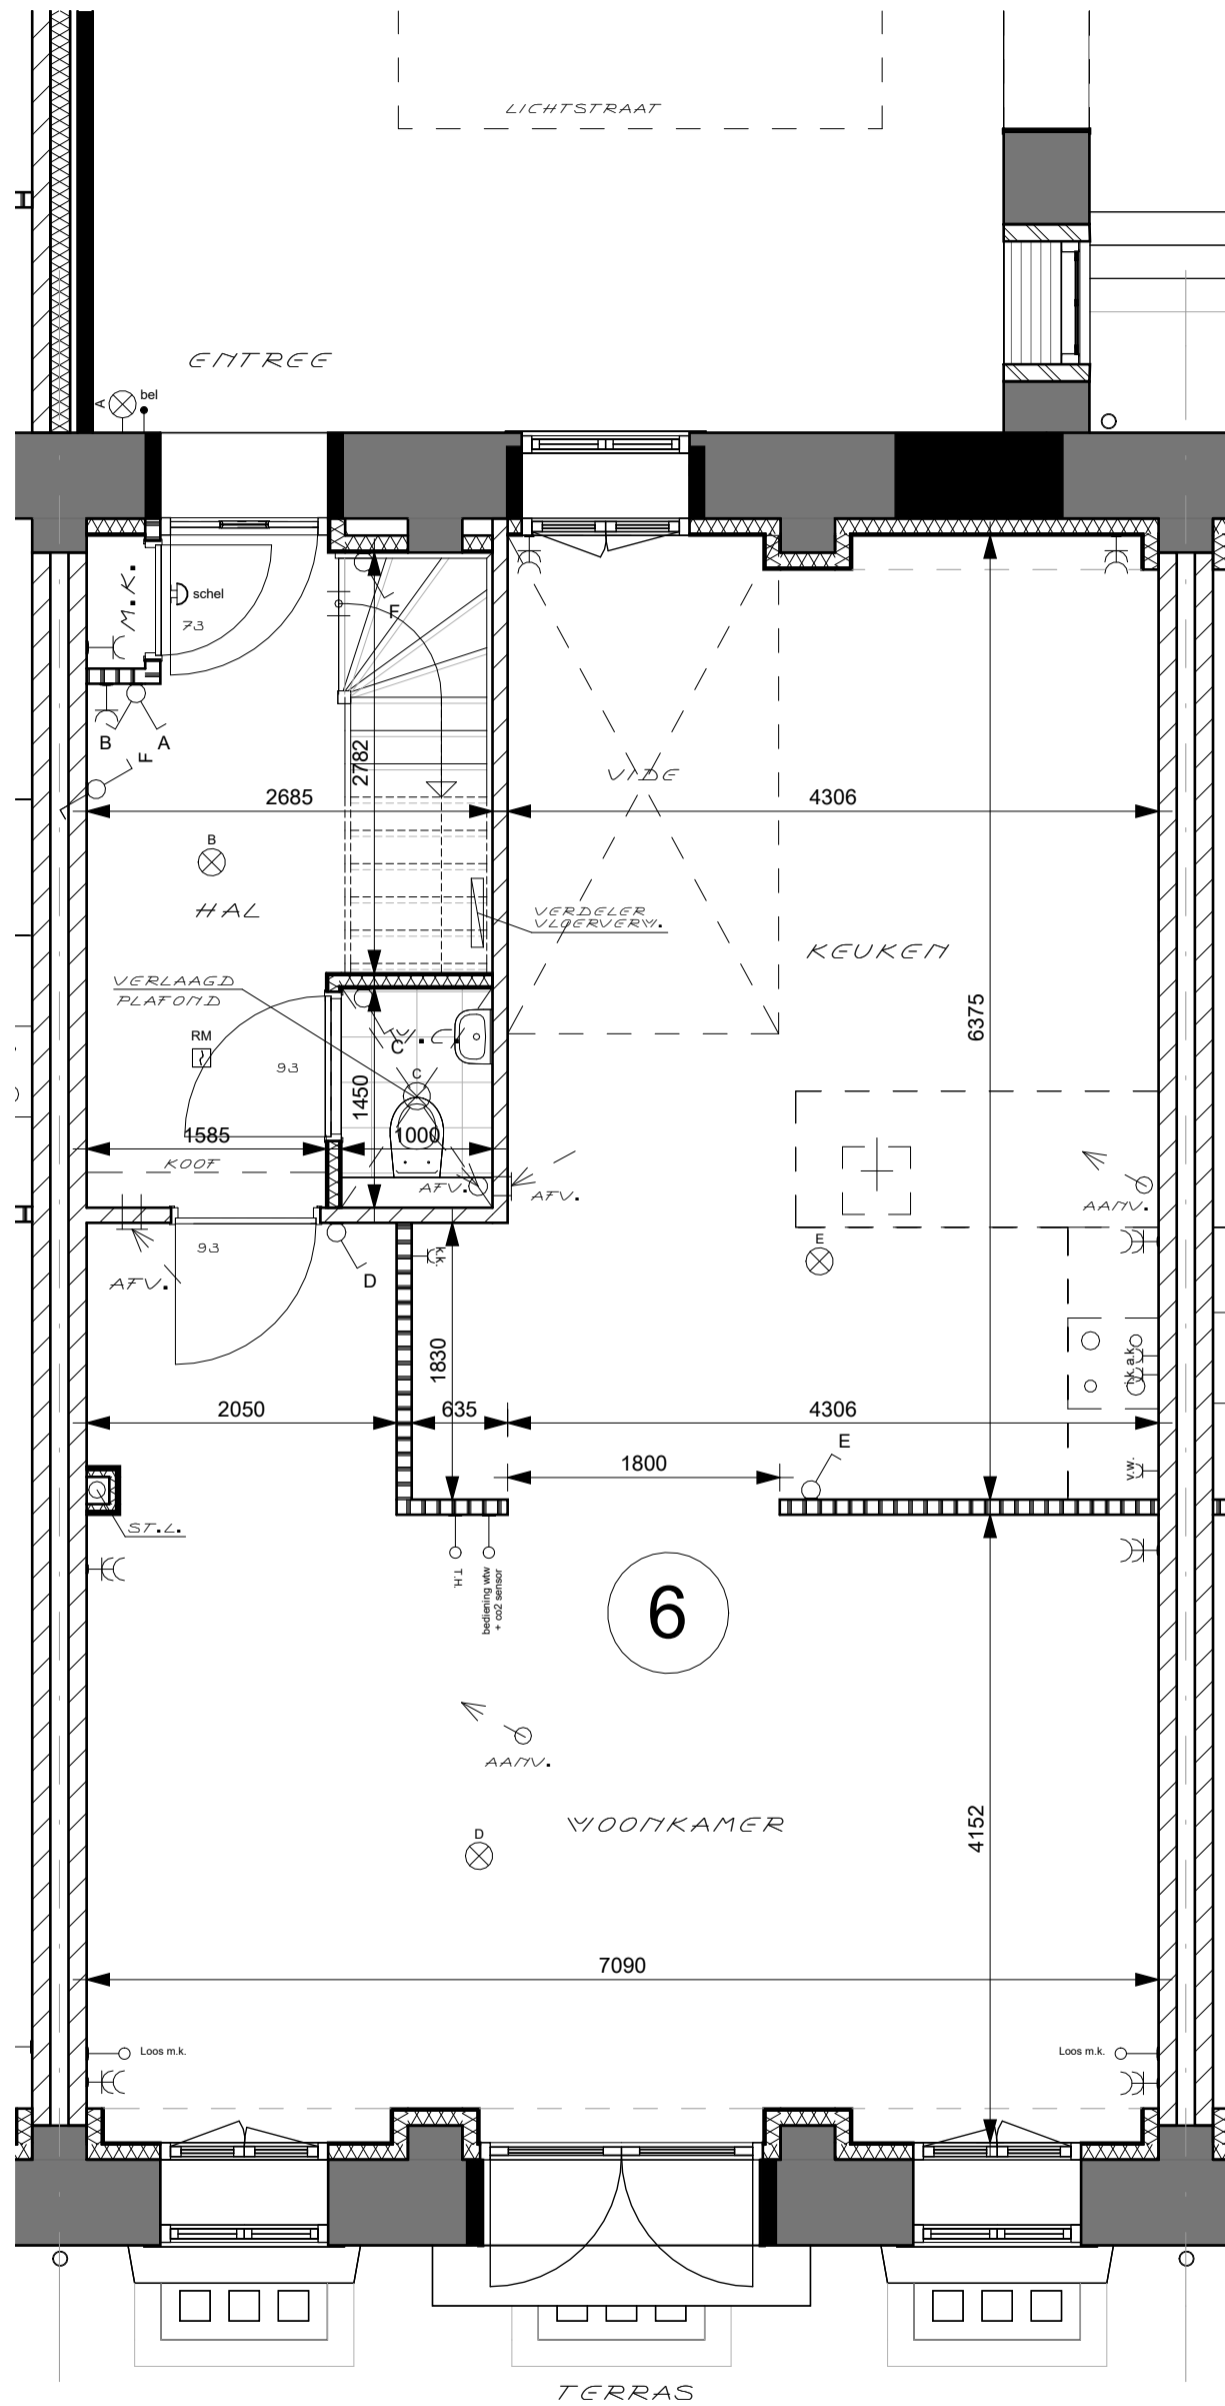 LICHTSTRAAT
ENTREE
A
bel
M.K.
schel
73
F
B
A
F
2782
VIDE
2685
4306
B
HAL
VERDELER
VLOERVERW.
KEUKEN
VERLAAGD
PLAFOND
6375
RM
W.C.
C
93
C
1450
1585
1000
KOOF
AFV.
AFV.
AANV.
93
E
k.k.
AFV.
D
1830
i.k.a.k.
2050
635
4306
E
1800
v.w.
ST.L.
T.H.
bediening wtw
+ co2 sensor
6
AANV.
WOONKAMER
D
4152
7090
Loos m.k.
Loos m.k.
TERRAS